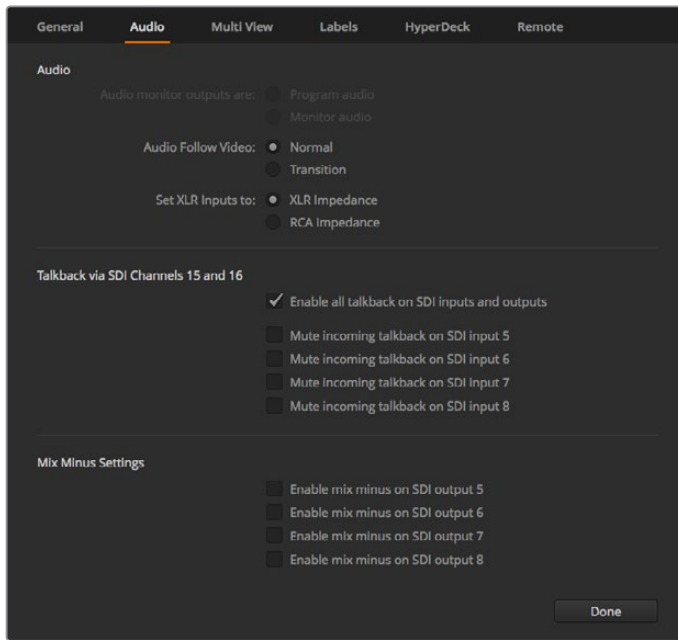 General Audio Multi View Labels HyperDeck Remote
Audio
Audio monitor outputs are: Program audio
Monitor audio
Audio Follow Video: Normal
Transition
Set XLR Inputs to: XLR Impedance
RCA Impedance
Talkback via SDI Channels 15 and 16
Enable all talkback on SDI inputs and outputs
Mute incoming talkback on SDI input 5
Mute incoming talkback on SDI input 6
Mute incoming talkback on SDI input 7
Mute incoming talkback on SDI input 8
Mix Minus Settings
Enable mix minus on SDI output 5
Enable mix minus on SDI output 6
Enable mix minus on SDI output 7
Enable mix minus on SDI output 8
Done